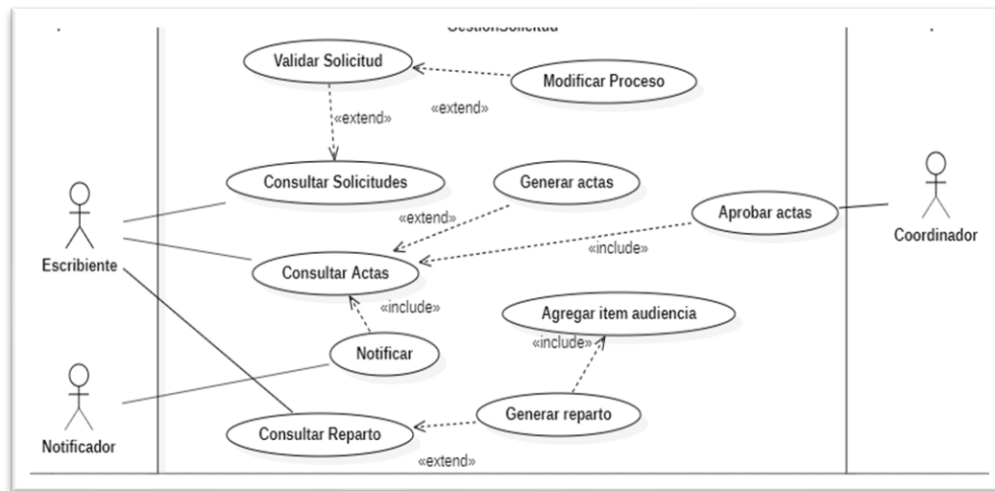 GestionSolicitud
Validar Solicitud
Modificar Proceso
«extend»
«extend»
Consultar Solicitudes
Generar actas
Aprobar actas
«extend»
Coordinador
«include»
Escribiente
Consultar Actas
«include»
Agregar item audiencia
«include»
Notificar
Generar reparto
Consultar Reparto
Notificador
«extend»